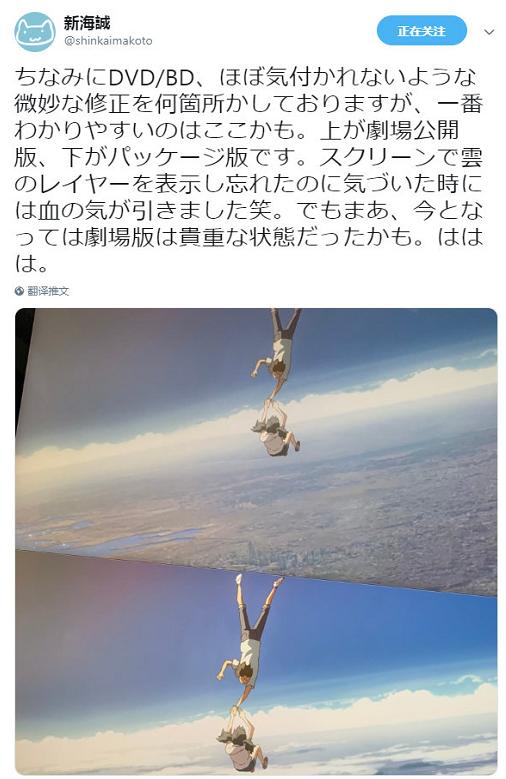 新海誠
@shinkaimakoto
正在关注
ちなみにDVD/BD、ほぼ気付かれないような
微妙な修正を何箇所かしておりますが、一番
わかりやすいのはここかも。上が劇場公開
版、下がパッケージ版です。スクリーンで雲
のレイヤーを表示し忘れたのに気づいた時に
は血の気が引きました笑。でもまあ、今とな
っては劇場版は貴重な状態だったかも。はは
は。
翻译推文